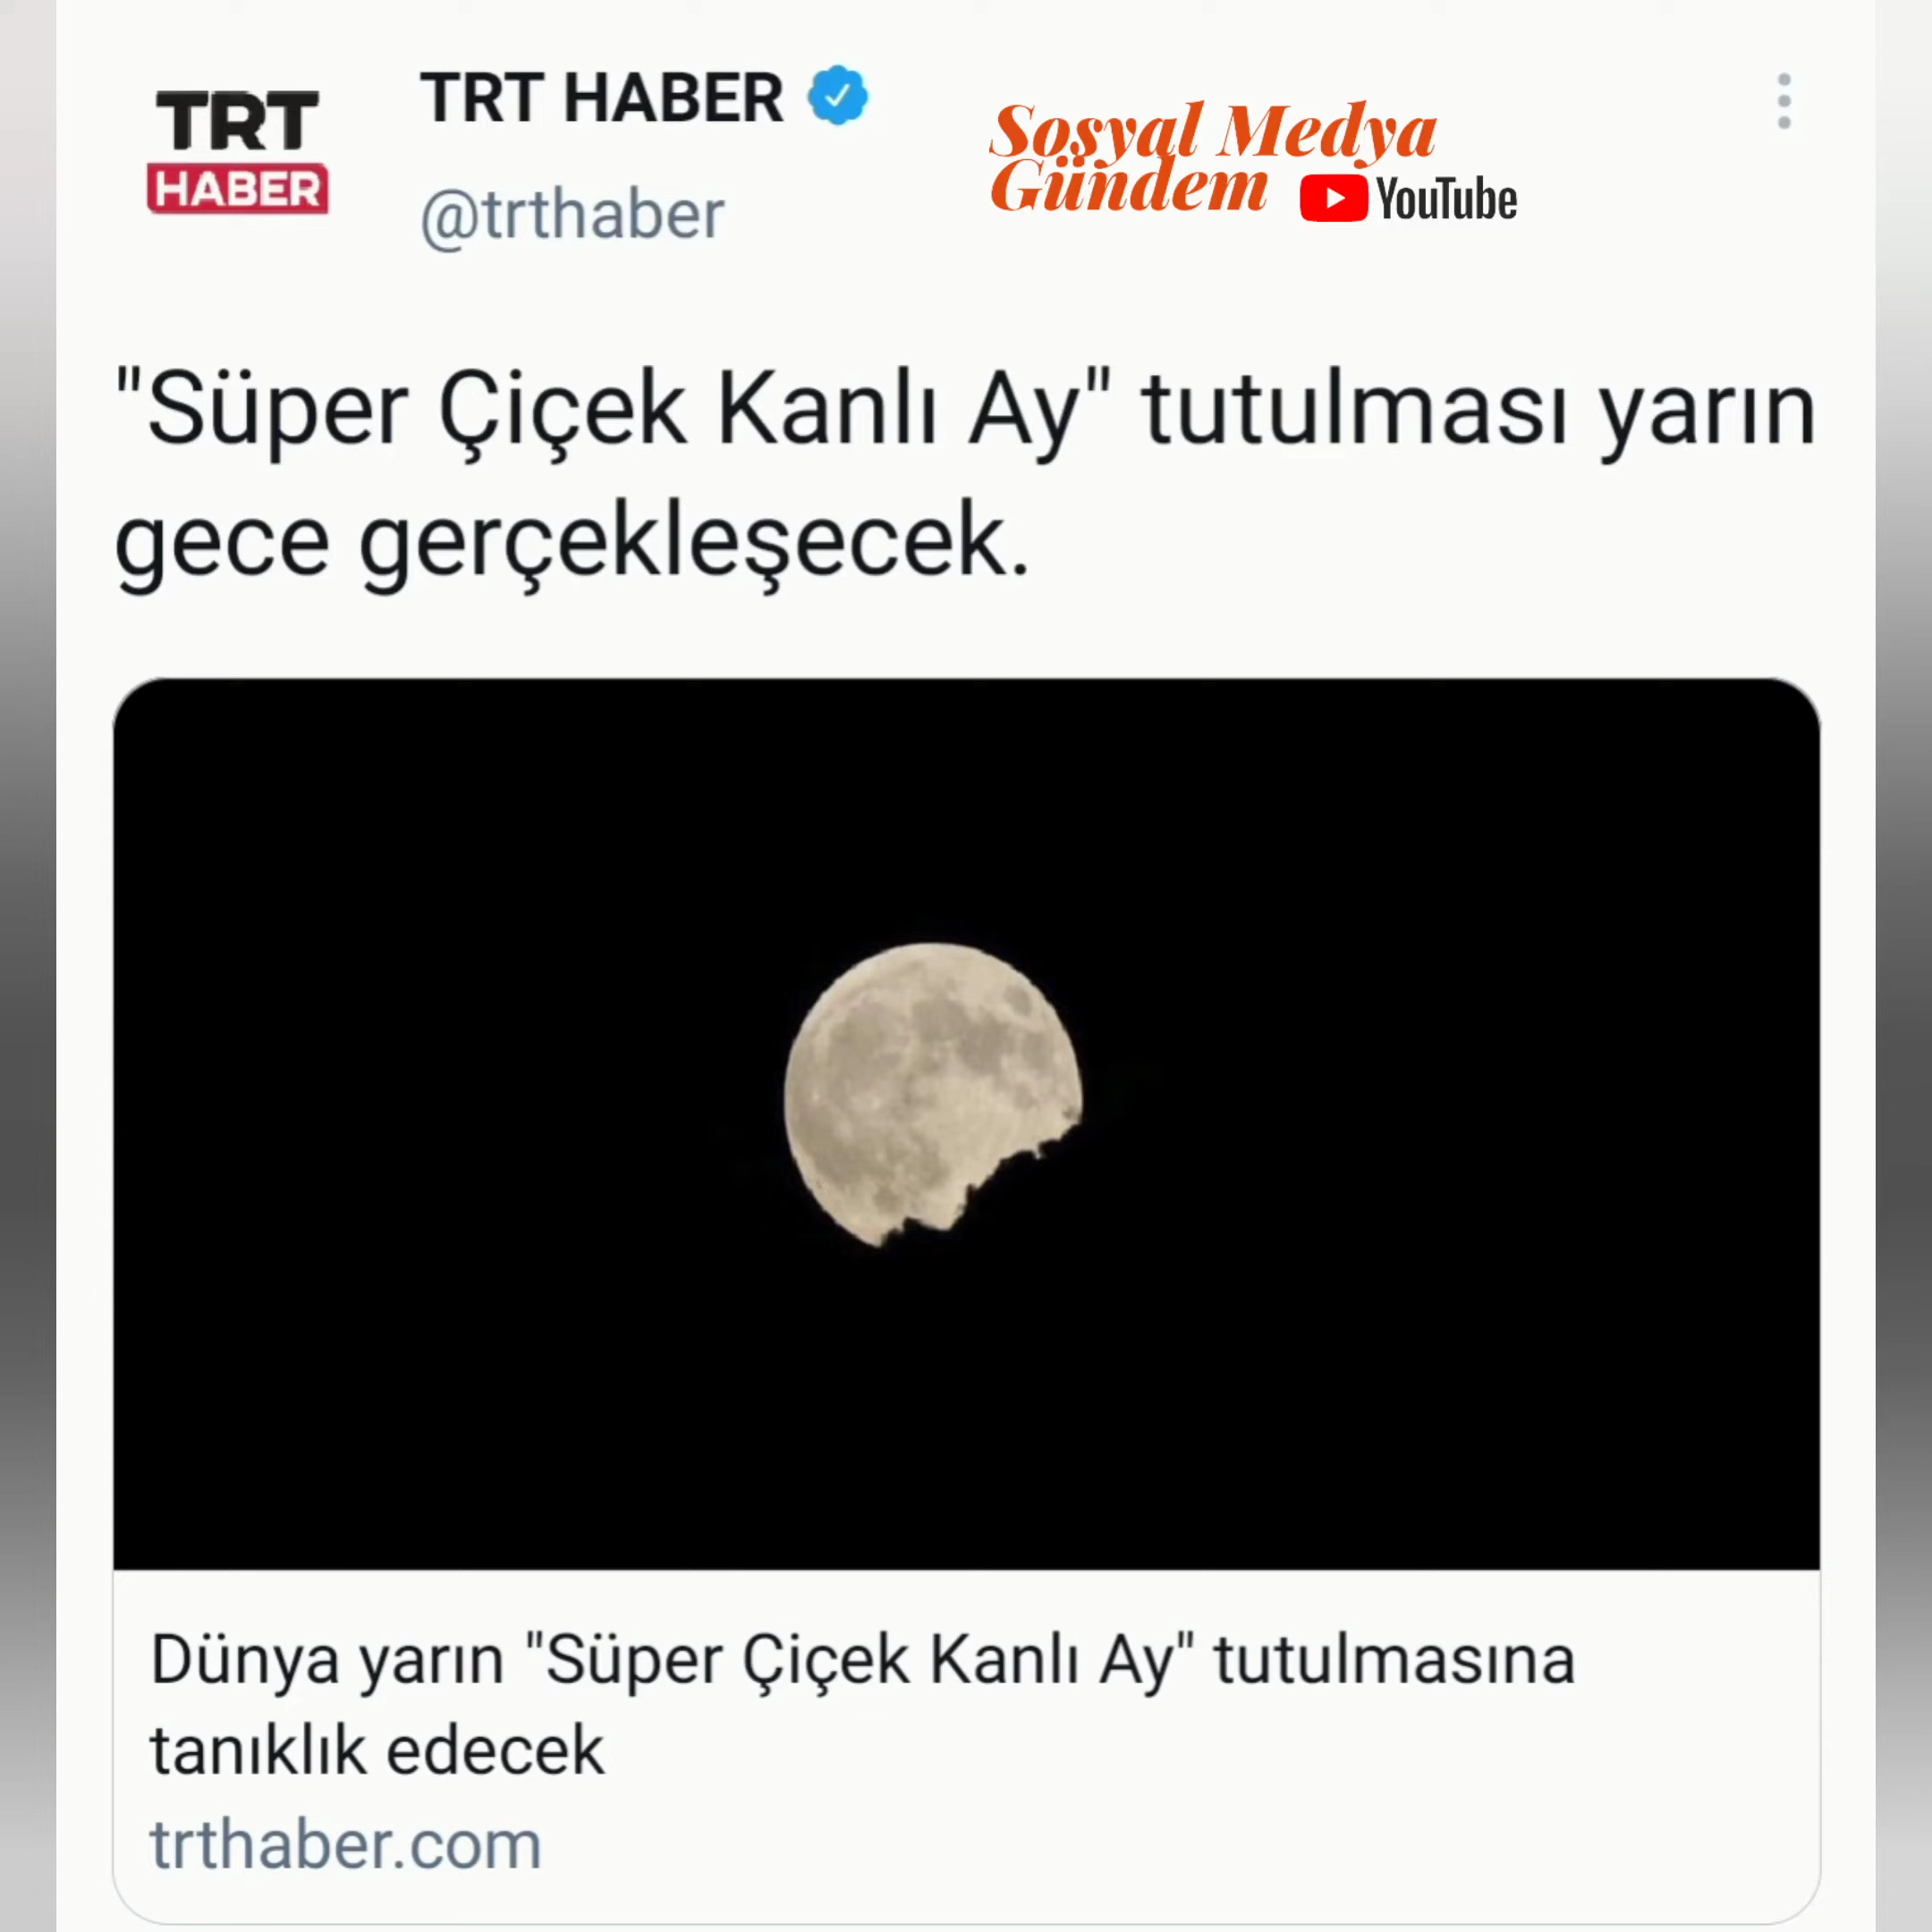 TRT
HABER
TRT HABER
@trthaber
Sosyal Medya
Gündem
YouTube
"Süper Çiçek Kanlı Ay" tutulması yarın
gece gerçekleşecek.
Dünya yarın "Süper Çiçek Kanlı Ay" tutulmasına
tanıklık edecek
trthaber.com